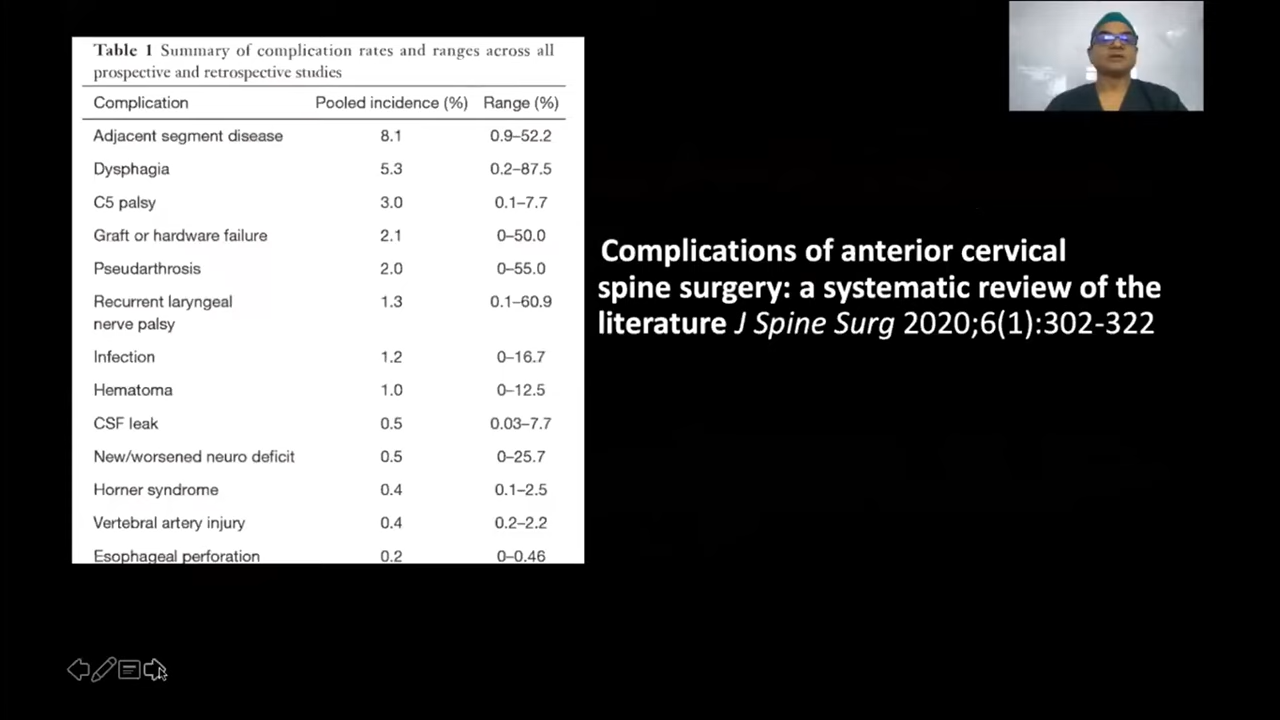 Table 1 Summary of complication rates and ranges across all
prospective and retrospective studies
Complication Pooled incidence (%) Range (%)
Adjacent segment disease 8.1 0.9–52.2
Dysphagia 5.3 0.2–87.5
C5 palsy 3.0 0.1–7.7
Graft or hardware failure 2.1 0–50.0
Pseudarthrosis 2.0 0–55.0
Recurrent laryngeal 1.3 0.1–60.9
nerve palsy
Infection 1.2 0–16.7
Hematoma 1.0 0–12.5
CSF leak 0.5 0.03–7.7
New/worsened neuro deficit 0.5 0–25.7
Horner syndrome 0.4 0.1–2.5
Vertebral artery injury 0.4 0.2–2.2
Esophageal perforation 0.2 0–0.46
Complications of anterior cervical
spine surgery: a systematic review of the
literature J Spine Surg 2020;6(1):302-322